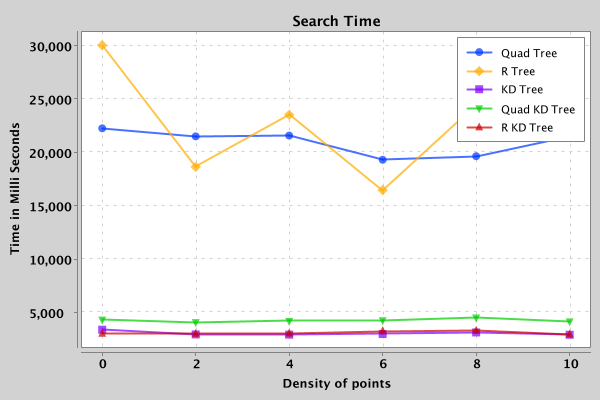 Search Time
Time in Milli Seconds
30,000
25,000
20,000
15,000
10,000
5,000
Quad Tree
R Tree
KD Tree
Quad KD Tree
R KD Tree
0 2 4 6 8 10
Density of points